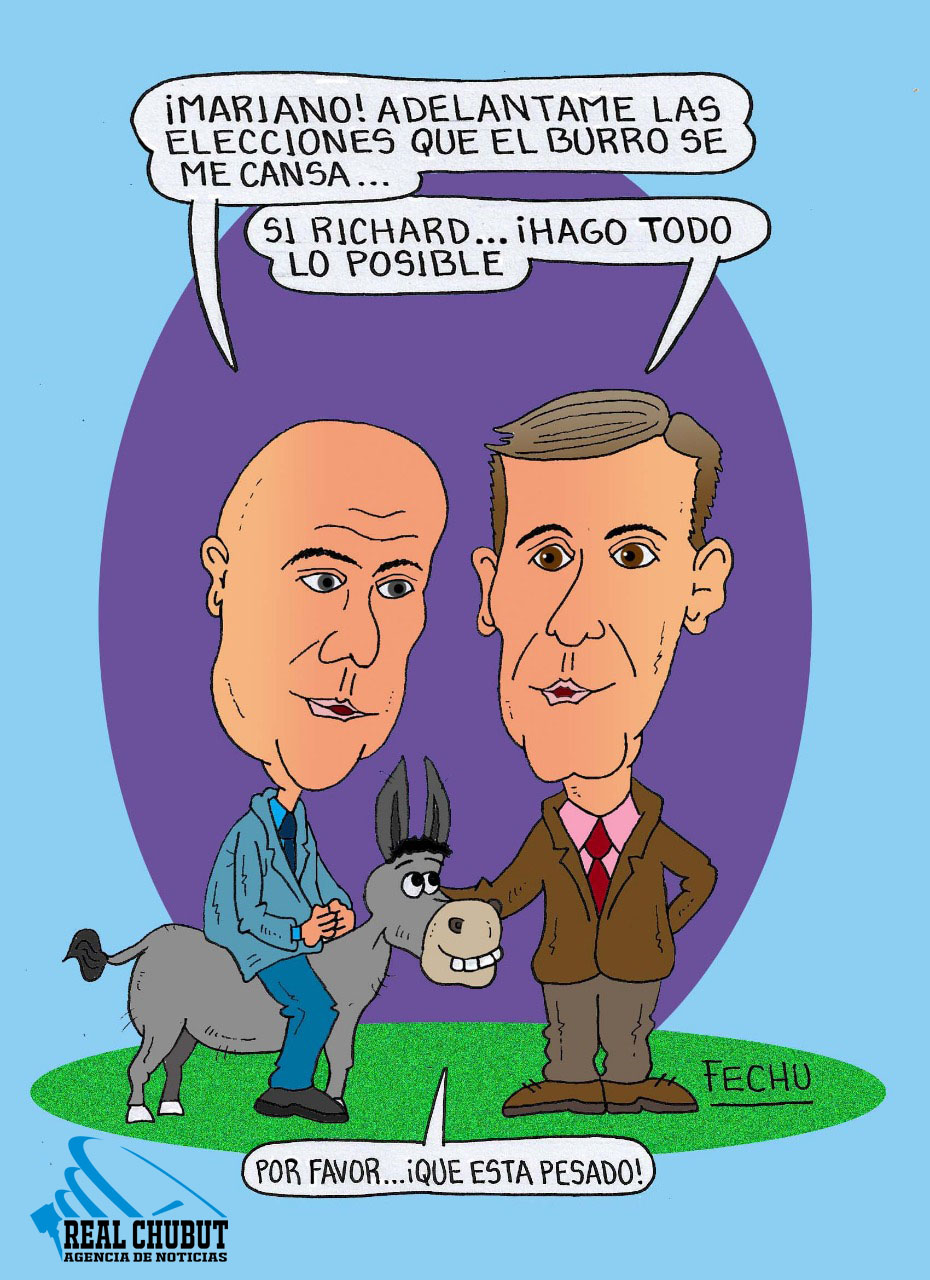 ¡MARIANO! ADELANTAME LAS
ELECCIONES QUE EL BURRO SE
ME CANSA...
SI RICHARD... ¡HAGO TODO
LO POSIBLE
FECHU
POR FAVOR...¡QUE ESTA PESADO!
REAL CHUBUT
AGENCIA DE NOTICIAS